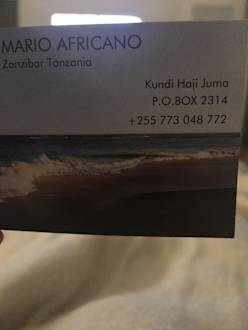 MARIO AFRICANO
Zanzibar Tanzania
Kundi Haji Juma
P.O.BOX 2314
+255 773 048 772